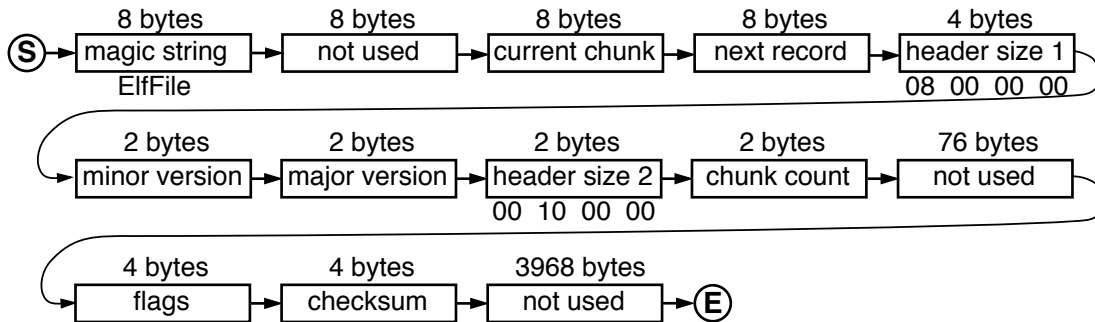 8 bytes 8 bytes 8 bytes 8 bytes 4 bytes
S magic string not used current chunk next record header size 1
ElfFile 08 00 00 00
2 bytes 2 bytes 2 bytes 2 bytes 76 bytes
minor version major version header size 2 chunk count not used
00 10 00 00
4 bytes 4 bytes 3968 bytes
flags checksum not used E